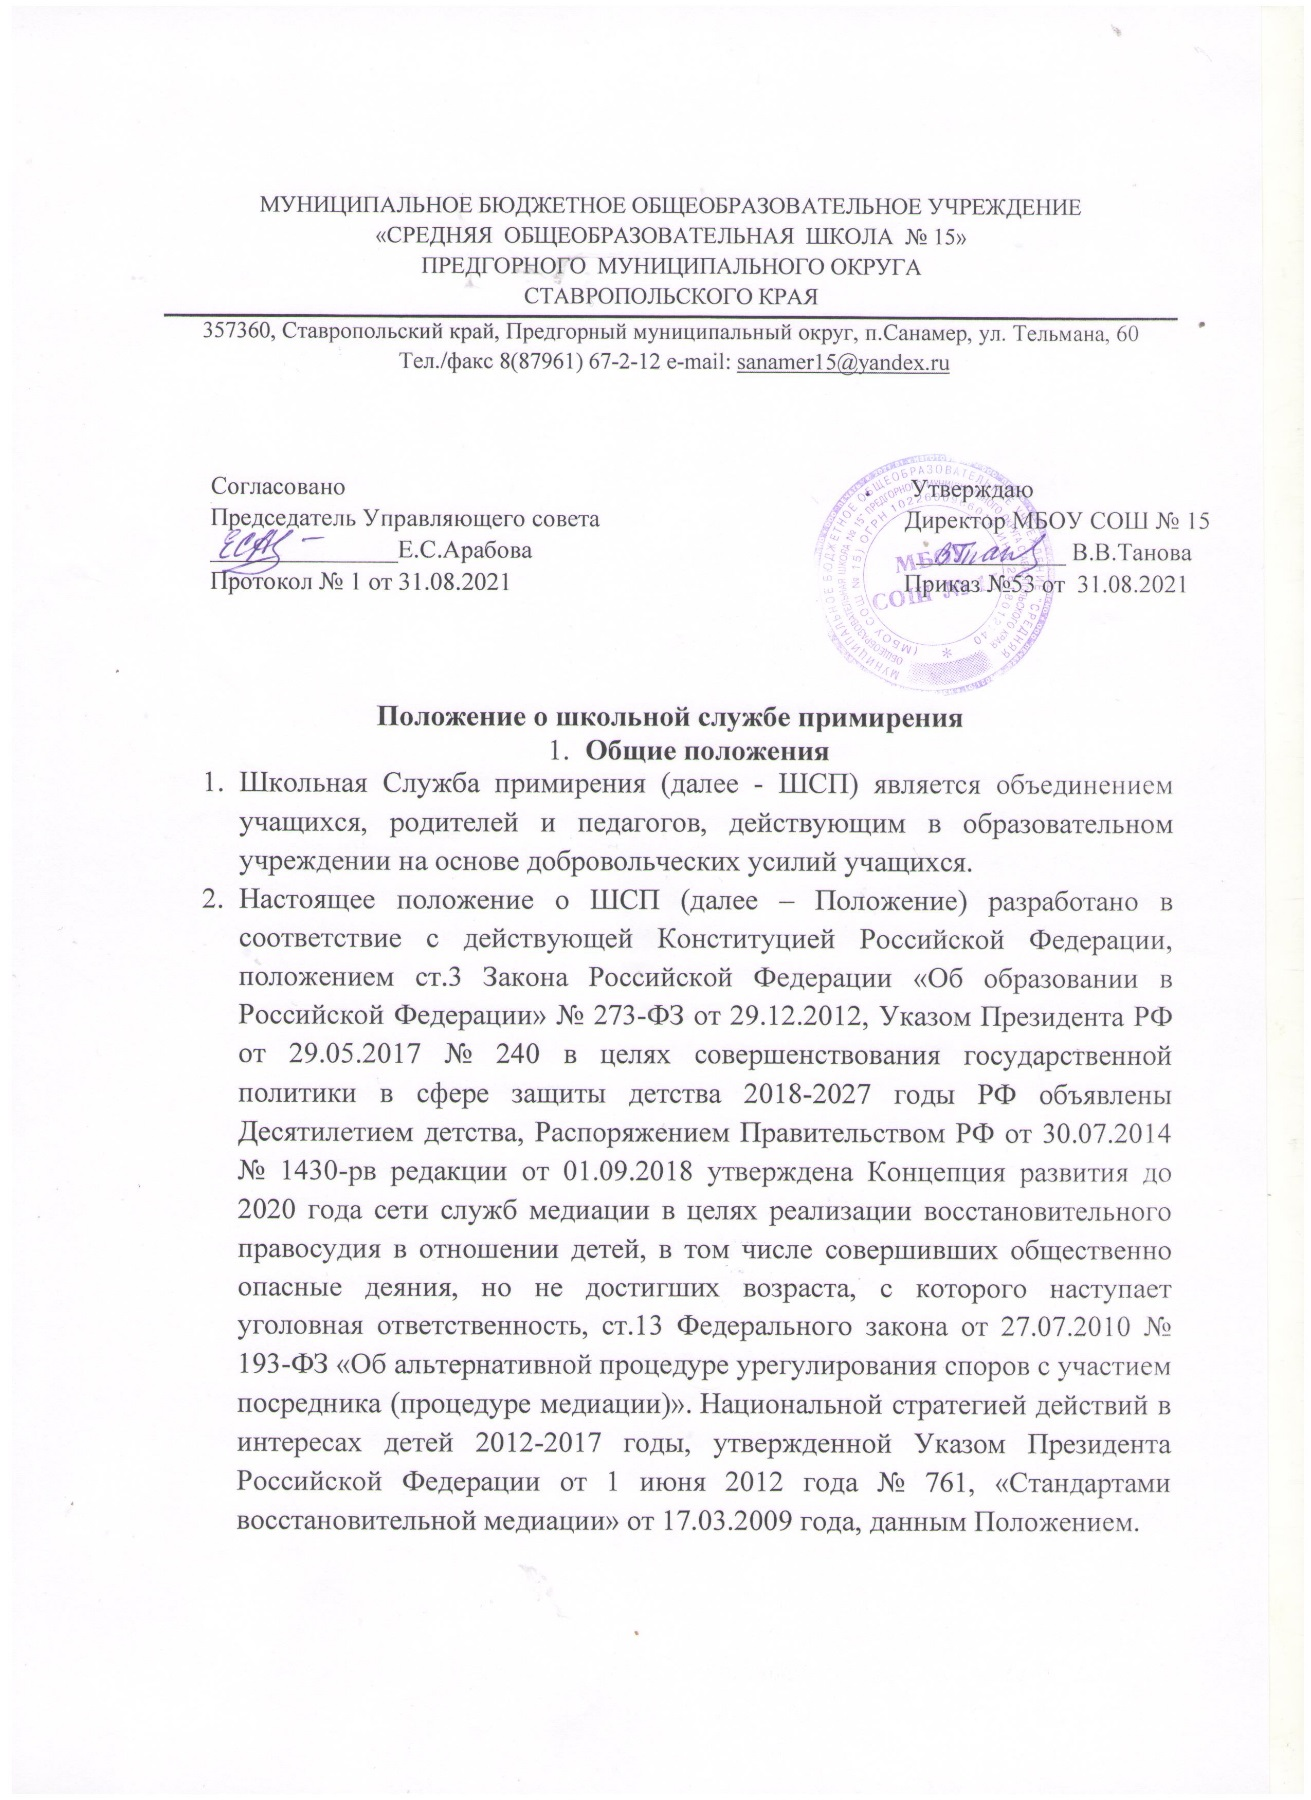 МУНИЦИПАЛЬНОЕ БЮДЖЕТНОЕ ОБЩЕОБРАЗОВАТЕЛЬНОЕ УЧРЕЖДЕНИЕ
«СРЕДНЯЯ ОБЩЕОБРАЗОВАТЕЛЬНАЯ ШКОЛА № 15»
ПРЕДГОРНОГО МУНИЦИПАЛЬНОГО ОКРУГА
СТАВРОПОЛЬСКОГО КРАЯ
357360, Ставропольский край, Предгорный муниципальный округ, п.Санамер, ул. Тельмана, 60
Тел./факс 8(87961) 67-2-12 e-mail: sanamer15@yandex.ru
Согласовано
Председатель Управляющего совета
Е.С.Арабова
Протокол № 1 от 31.08.2021
Утверждаю
Директор МБОУ СОШ № 15
В.В.Танова
Приказ №53 от 31.08.2021
МБОУ
СОШ №
Положение о школьной службе примирения
1. Общие положения
1. Школьная Служба примирения (далее - ШСП) является объединением
учащихся, родителей и педагогов, действующим в образовательном
учреждении на основе добровольческих усилий учащихся.
2. Настоящее положение о ШСП (далее – Положение) разработано в
соответствие с действующей Конституцией Российской Федерации,
положением ст.3 Закона Российской Федерации «Об образовании в
Российской Федерации» № 273-ФЗ от 29.12.2012, Указом Президента РФ
от 29.05.2017 № 240 в целях совершенствования государственной
политики в сфере защиты детства 2018-2027 годы РФ объявлены
Десятилетием детства, Распоряжением Правительством РФ от 30.07.2014
№ 1430-рв редакции от 01.09.2018 утверждена Концепция развития до
2020 года сети служб медиации в целях реализации восстановительного
правосудия в отношении детей, в том числе совершивших общественно
опасные деяния, но не достигших возраста, с которого наступает
уголовная ответственность, ст.13 Федерального закона от 27.07.2010 №
193-ФЗ «Об альтернативной процедуре урегулирования споров с участием
посредника (процедуре медиации)». Национальной стратегией действий в
интересах детей 2012-2017 годы, утвержденной Указом Президента
Российской Федерации от 1 июня 2012 года № 761, «Стандартами
восстановительной медиации» от 17.03.2009 года, данным Положением.